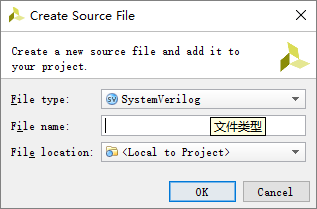 Create Source File
Create a new source file and add it to
your project.
File type: SV SystemVerilog
File name: 文件类型
File location: <Local to Project>
OK Cancel